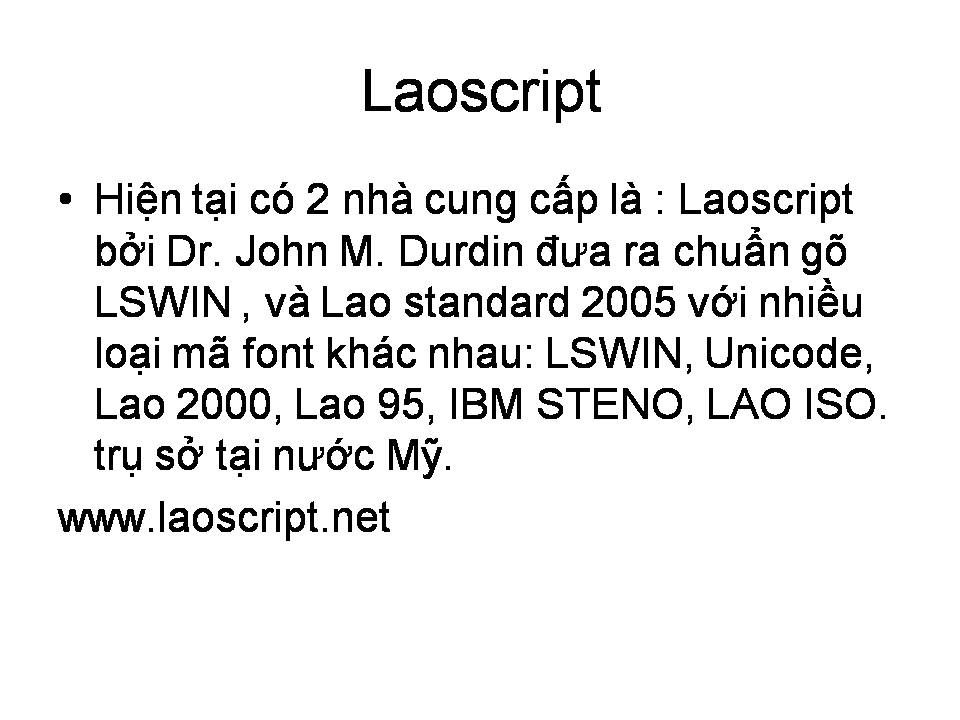 Laoscript
• Hiện tại có 2 nhà cung cấp là : Laoscript
bởi Dr. John M. Durdin đưa ra chuẩn gõ
LSWIN , và Lao standard 2005 với nhiều
loại mã font khác nhau: LSWIN, Unicode,
Lao 2000, Lao 95, IBM STENO, LAO ISO.
trụ sở tại nước Mỹ.
www.laoscript.net